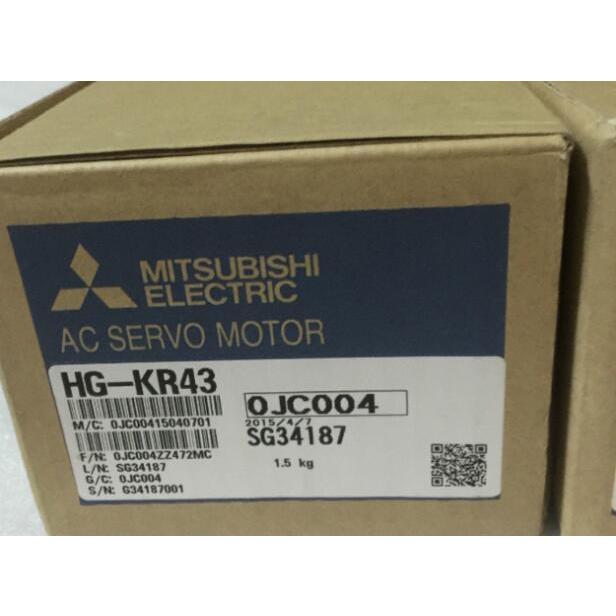 MITSUBISHI
ELECTRIC
AC SERVO MOTOR
HG-KR43
M/C: 0JC00415040701
F/N: 0JC004ZZ472MC
L/N: SG34187
G/C: 0JC004
S/N: G34187001
0JC004
2015/4/7
SG34187
1.5 kg